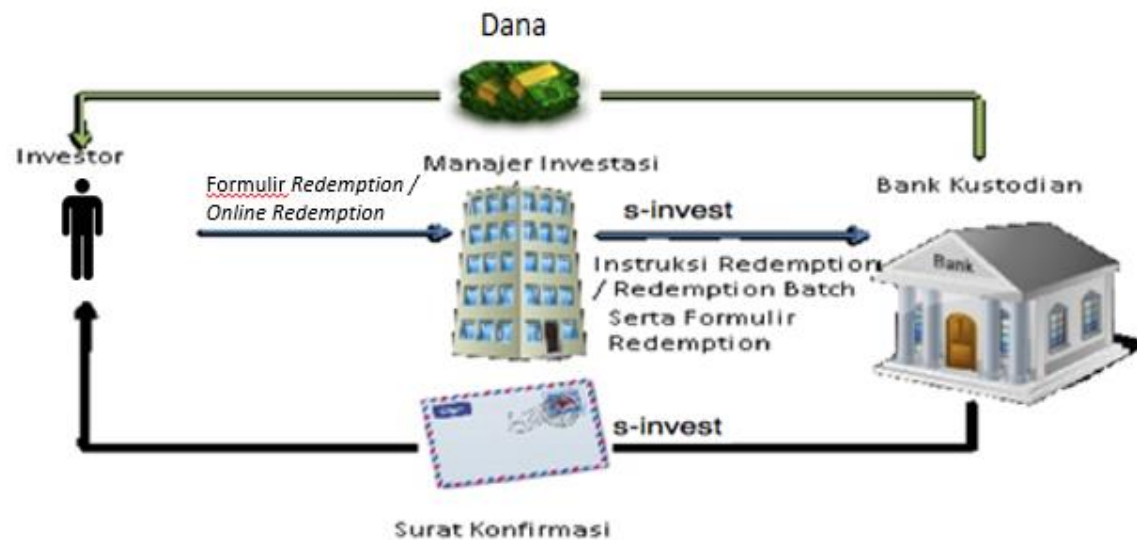 Dana
Investor
Manajer Investasi
Bank Kustodian
Formulir Redemption /
Online Redemption
s-invest
Bank
Instruksi Redemption
/ Redemption Batch
Serta Formulir
Redemption
s-invest
Surat Konfirmasi